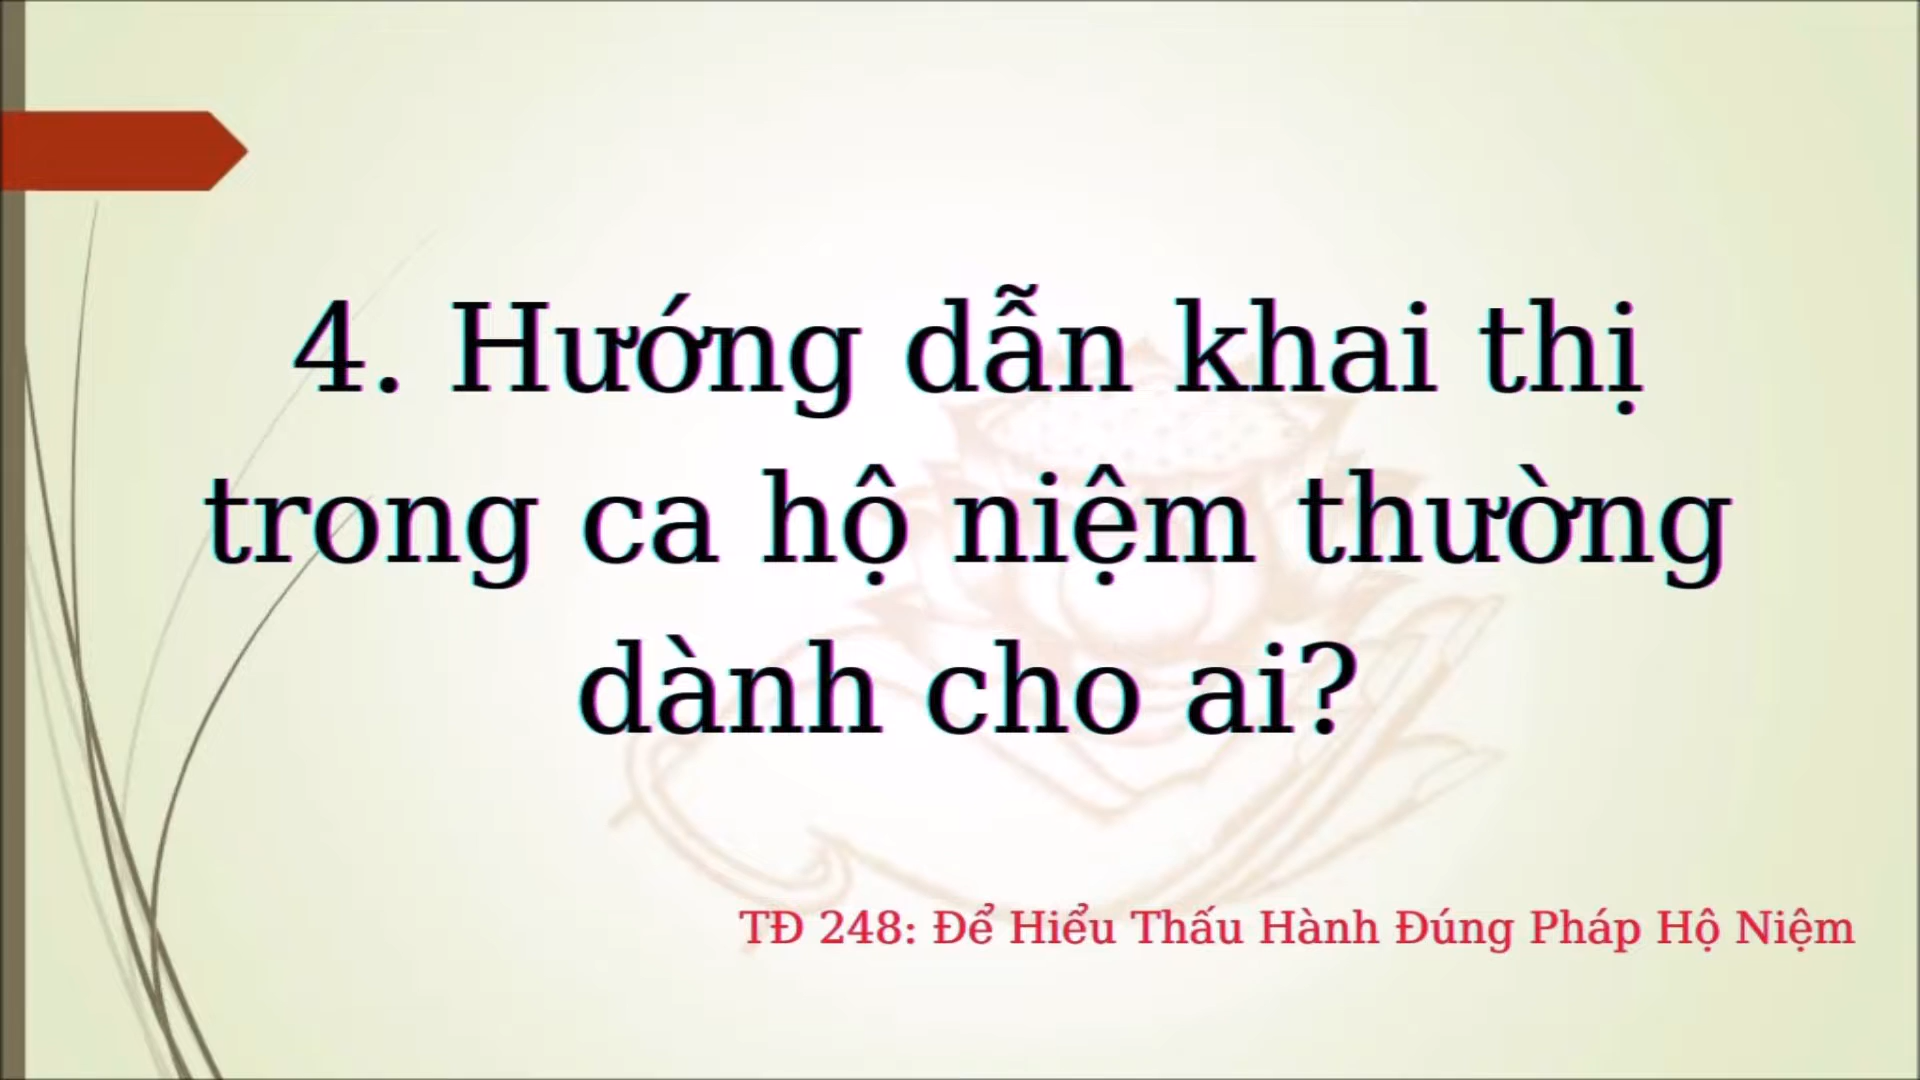 4. Hướng dẫn khai thị
trong ca hộ niệm thường
dành cho ai?
TĐ 248: Để Hiểu Thấu Hành Đúng Pháp Hộ Niệm